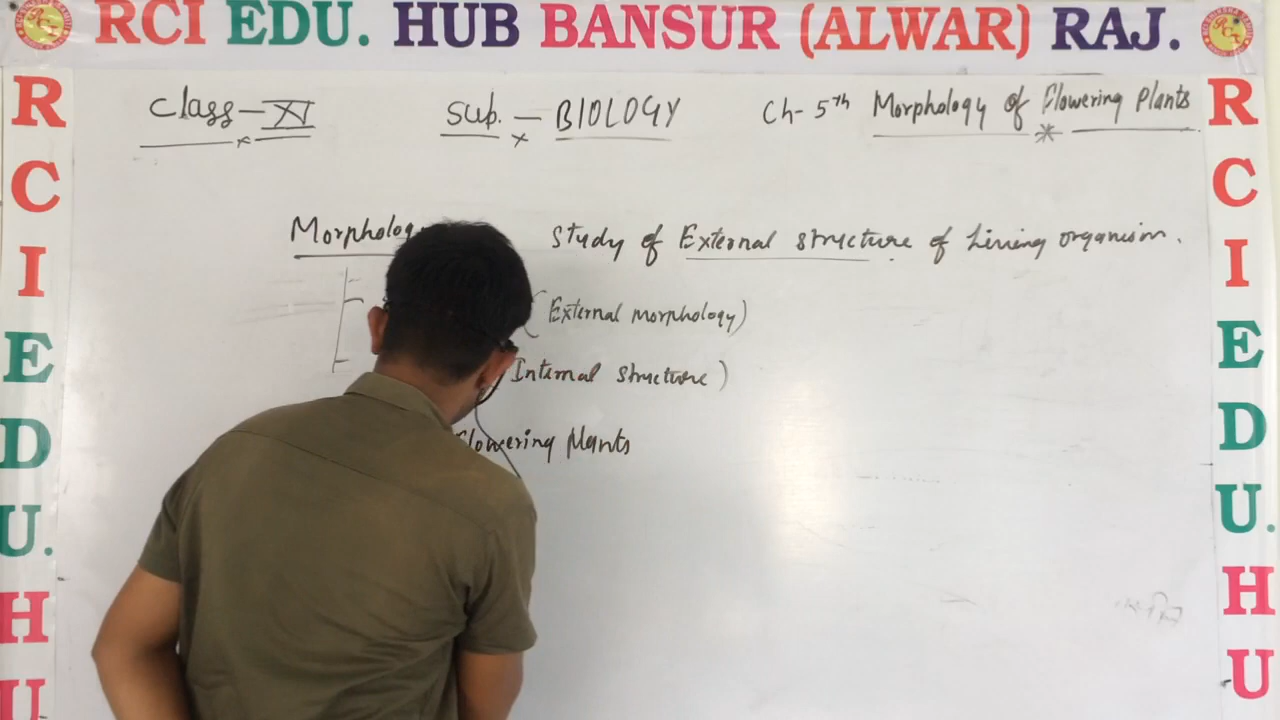 RCI EDU. HUB BANSUR (ALWAR) RAJ.
Class - XI
Sub. - BIOLOGY
Ch- 5th Morphology of Flowering Plants
Morpholog
study of External structure of Living organism.
(External morphology)
Internal structure)
Flowering Plants
R
C
I
E
D
U.
H
U
R
C
I
E
D
U.
H
U